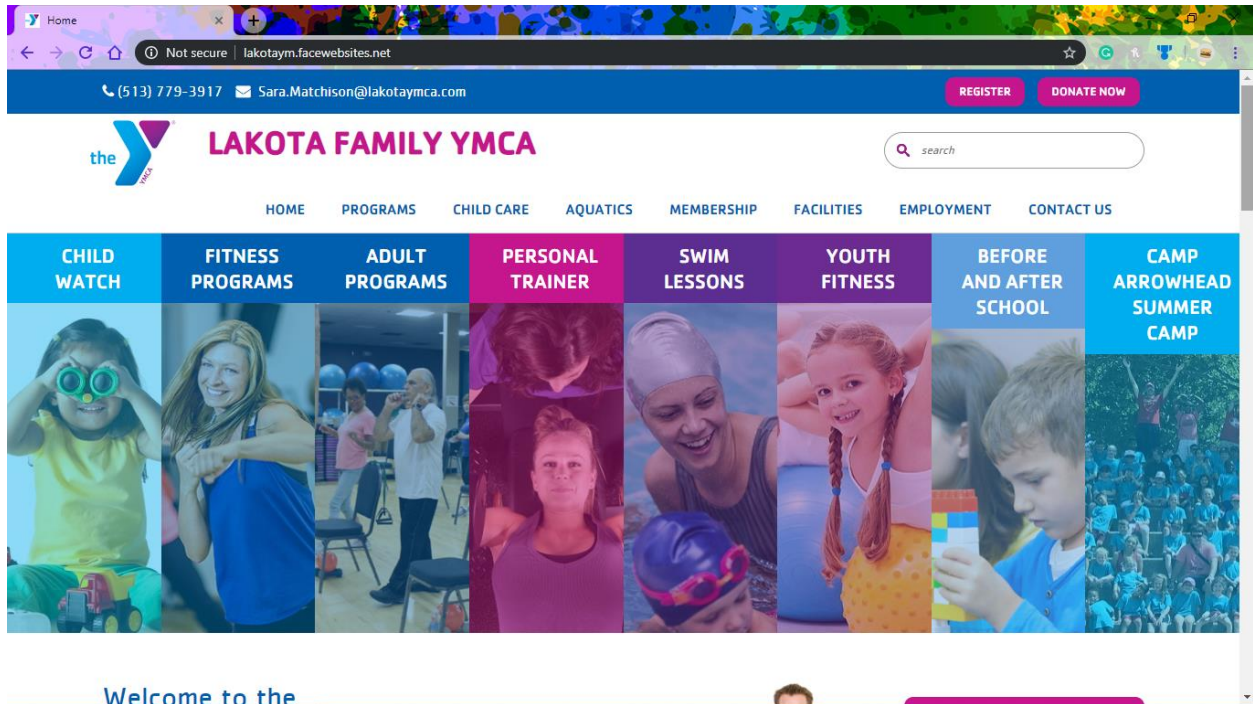 Home
Not secure | lakotaym.facewebsites.net
(513) 779-3917 Sara.Matchison@lakotaymca.com
REGISTER DONATE NOW
the YMCA
LAKOTA FAMILY YMCA
search
HOME PROGRAMS CHILD CARE AQUATICS MEMBERSHIP FACILITIES EMPLOYMENT CONTACT US
CHILD
WATCH
FITNESS
PROGRAMS
ADULT
PROGRAMS
PERSONAL
TRAINER
SWIM
LESSONS
YOUTH
FITNESS
BEFORE
AND AFTER
SCHOOL
CAMP
ARROWHEAD
SUMMER
CAMP
Welcome to the